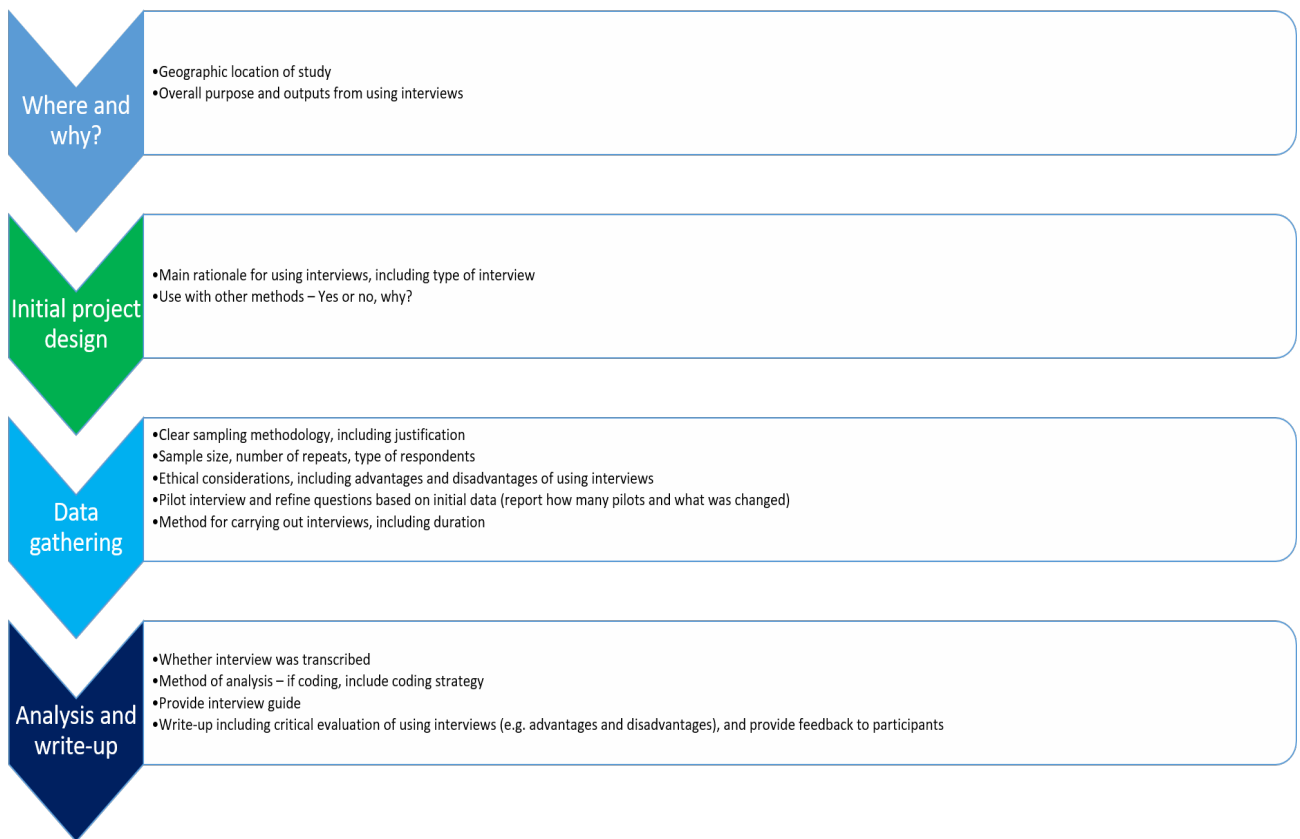 Where and
why?
•Geographic location of study
•Overall purpose and outputs from using interviews
Initial project
design
•Main rationale for using interviews, including type of interview
•Use with other methods – Yes or no, why?
Data
gathering
•Clear sampling methodology, including justification
•Sample size, number of repeats, type of respondents
•Ethical considerations, including advantages and disadvantages of using interviews
•Pilot interview and refine questions based on initial data (report how many pilots and what was changed)
•Method for carrying out interviews, including duration
Analysis and
write-up
•Whether interview was transcribed
•Method of analysis – if coding, include coding strategy
•Provide interview guide
•Write-up including critical evaluation of using interviews (e.g. advantages and disadvantages), and provide feedback to participants